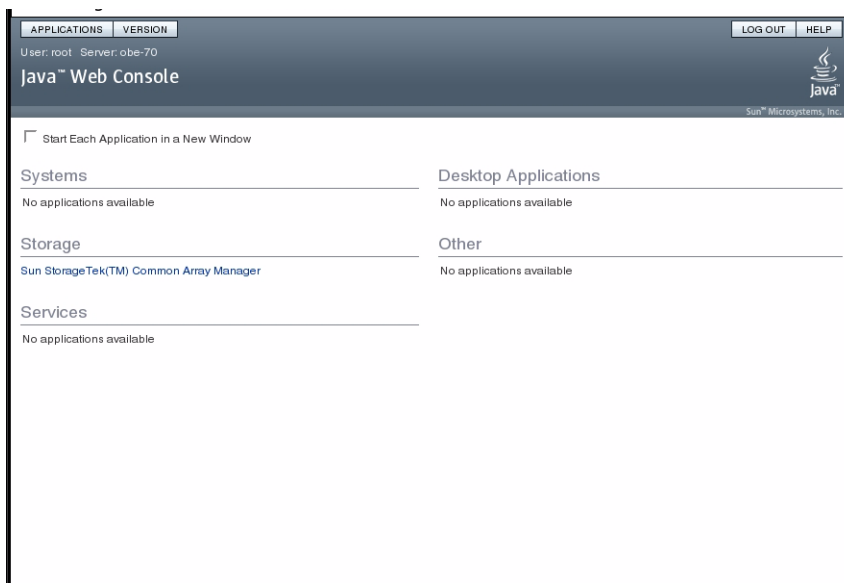 APPLICATIONS VERSION LOG OUT HELP
User: root Server: obe-70
Java™ Web Console
Java™
Sun™ Microsystems, Inc.
Start Each Application in a New Window
Systems
No applications available
Desktop Applications
No applications available
Storage
Sun StorageTek(TM) Common Array Manager
Other
No applications available
Services
No applications available